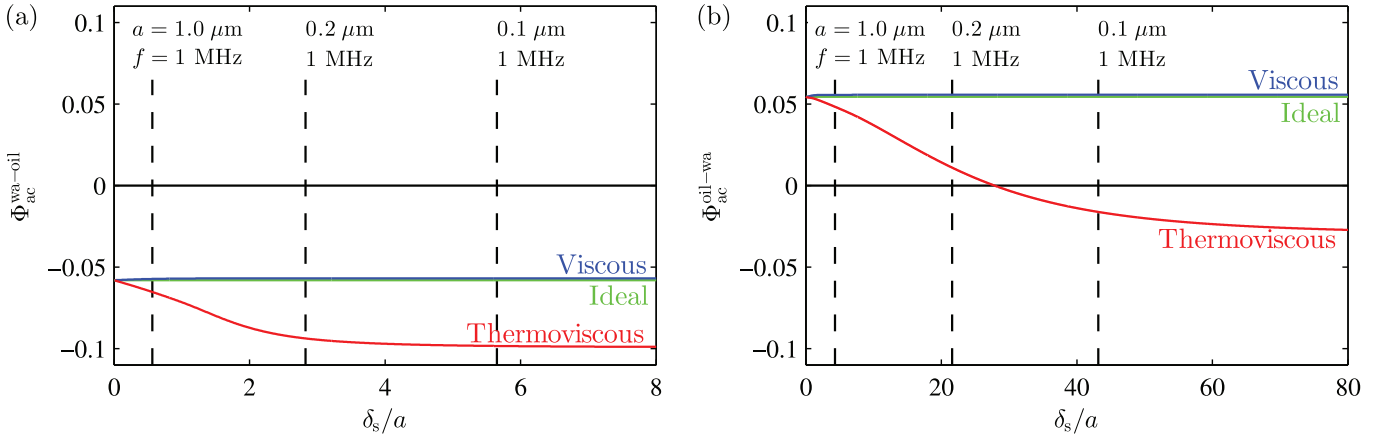 (a)
a = 1.0 μm 0.2 μm 0.1 μm
f = 1 MHz 1 MHz 1 MHz
0.1
0.05
0
−0.05
−0.1
Φ_ac^wa−oil
Viscous
Ideal
Thermoviscous
0 2 4 6 8
δ_s/a
(b)
a = 1.0 μm 0.2 μm 0.1 μm
f = 1 MHz 1 MHz 1 MHz
0.1
0.05
0
−0.05
−0.1
Φ_ac^oil−wa
Viscous
Ideal
Thermoviscous
0 20 40 60 80
δ_s/a